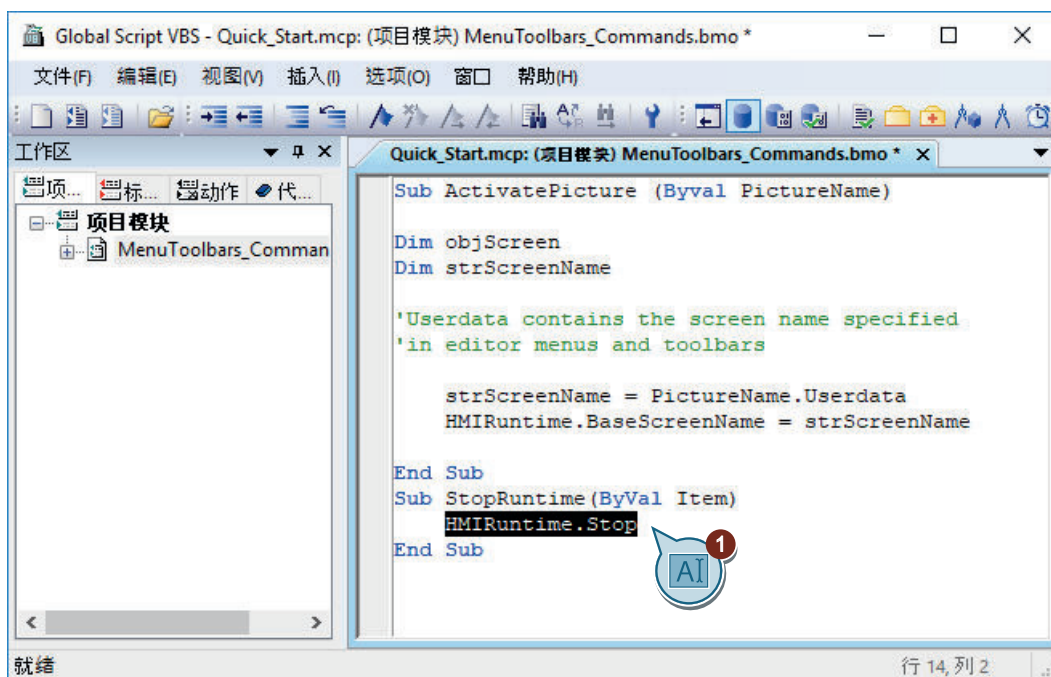 Global Script VBS - Quick_Start.mcp: (项目模块) MenuToolbars_Commands.bmo *
文件(F) 编辑(E) 视图(V) 插入(I) 选项(O) 窗口 帮助(H)
工作区
项... 标... 动作 代...
项目模块
MenuToolbars_Comman
Quick_Start.mcp: (项目模块) MenuToolbars_Commands.bmo *
Sub ActivatePicture (Byval PictureName)
Dim objScreen
Dim strScreenName
'Userdata contains the screen name specified
'in editor menus and toolbars
strScreenName = PictureName.Userdata
HMIRuntime.BaseScreenName = strScreenName
End Sub
Sub StopRuntime(ByVal Item)
HMIRuntime.Stop
End Sub
1
A
就绪
行 14, 列 2